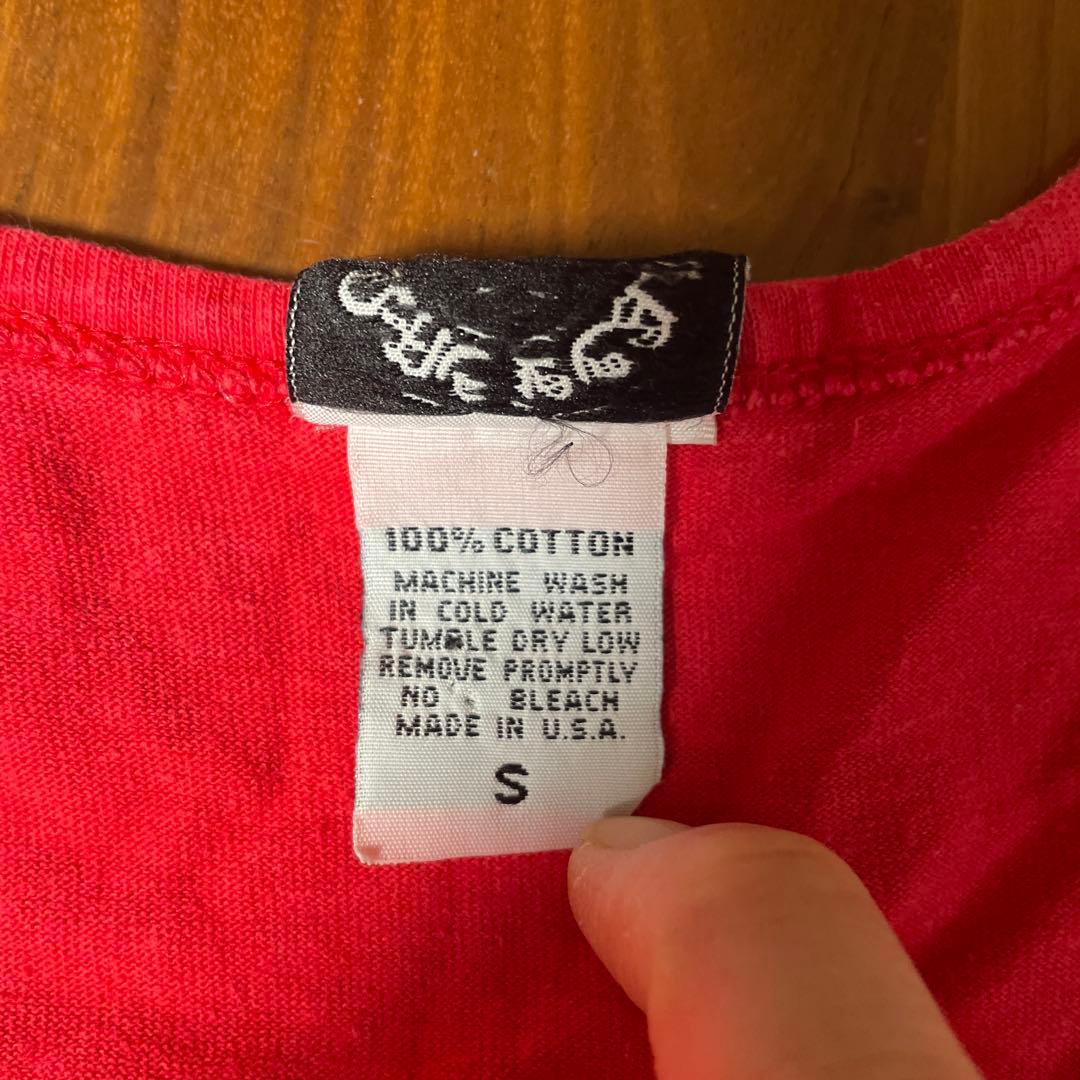 100% COTTON
MACHINE WASH
IN COLD WATER
TUMBLE DRY LOW
REMOVE PROMPTLY
NO BLEACH
MADE IN U.S.A.
S